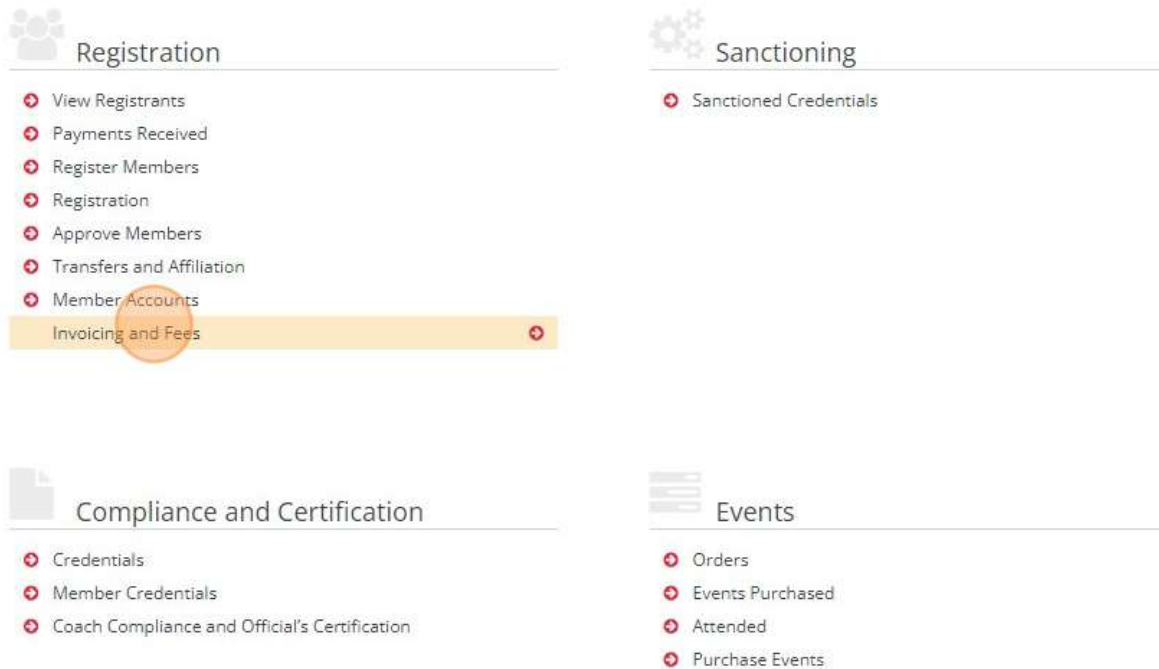 Registration
View Registrants
Payments Received
Register Members
Registration
Approve Members
Transfers and Affiliation
Member Accounts
Invoicing and Fees
Sanctioning
Sanctioned Credentials
Compliance and Certification
Credentials
Member Credentials
Coach Compliance and Official’s Certification
Events
Orders
Events Purchased
Attended
Purchase Events